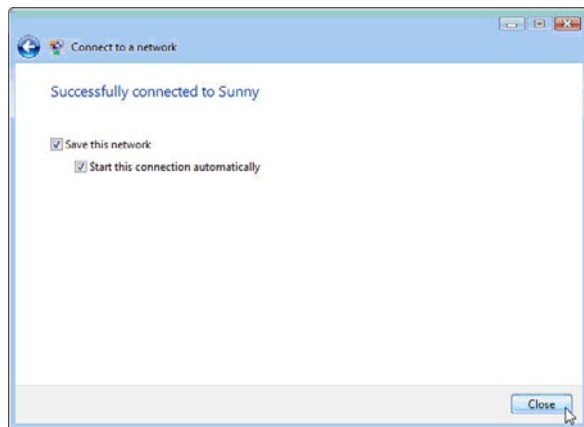 Connect to a network
Successfully connected to Sunny
Save this network
Start this connection automatically
Close